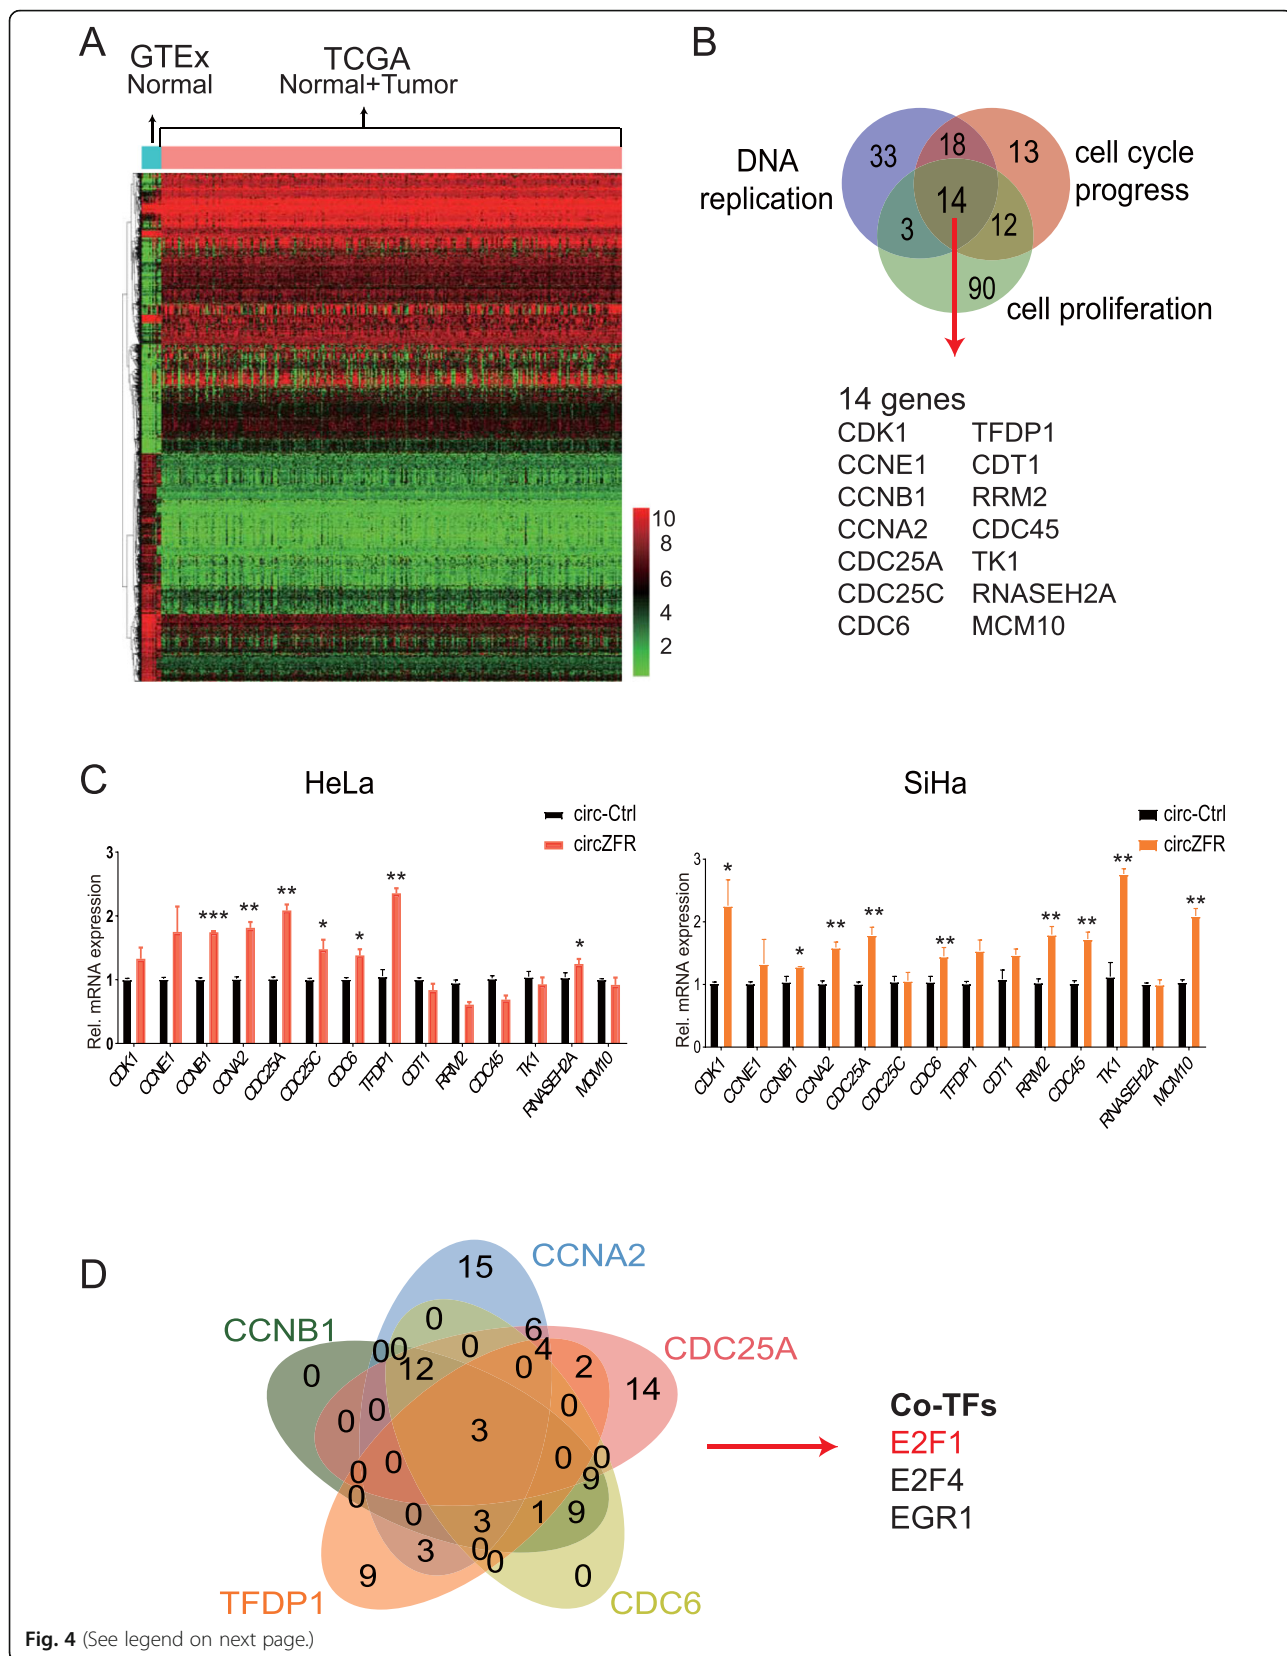 A
GTEx
Normal
TCGA
Normal+Tumor
10
8
6
4
2
B
DNA
replication
33
18
13
cell cycle
progress
14
3
12
90
cell proliferation
14 genes
CDK1 TFDP1
CCNE1 CDT1
CCNB1 RRM2
CCNA2 CDC45
CDC25A TK1
CDC25C RNASEH2A
CDC6 MCM10
C
HeLa
circ-Ctrl
circZFR
Rel. mRNA expression
3
2
1
0
*** ** ** * * ** *
CDK1 CCNE1 CCNB1 CCNA2 CDC25A CDC25C CDC6 TFDP1 CDT1 RRM2 CDC45 TK1 RNASEH2A MCM10
SiHa
circ-Ctrl
circZFR
Rel. mRNA expression
3
2
1
0
* * ** ** ** ** ** ** **
CDK1 CCNE1 CCNB1 CCNA2 CDC25A CDC25C CDC6 TFDP1 CDT1 RRM2 CDC45 TK1 RNASEH2A MCM10
D
CCNA2
15
CCNB1
0 6
CDC25A
0 0 0 4
0 12 0 2
14
0 0 0
3
0 0 0 0
9
0
0 3 1 9
3 0 0
9 0
TFDP1
CDC6
Co-TFs
E2F1
E2F4
EGR1
Fig. 4 (See legend on next page.)